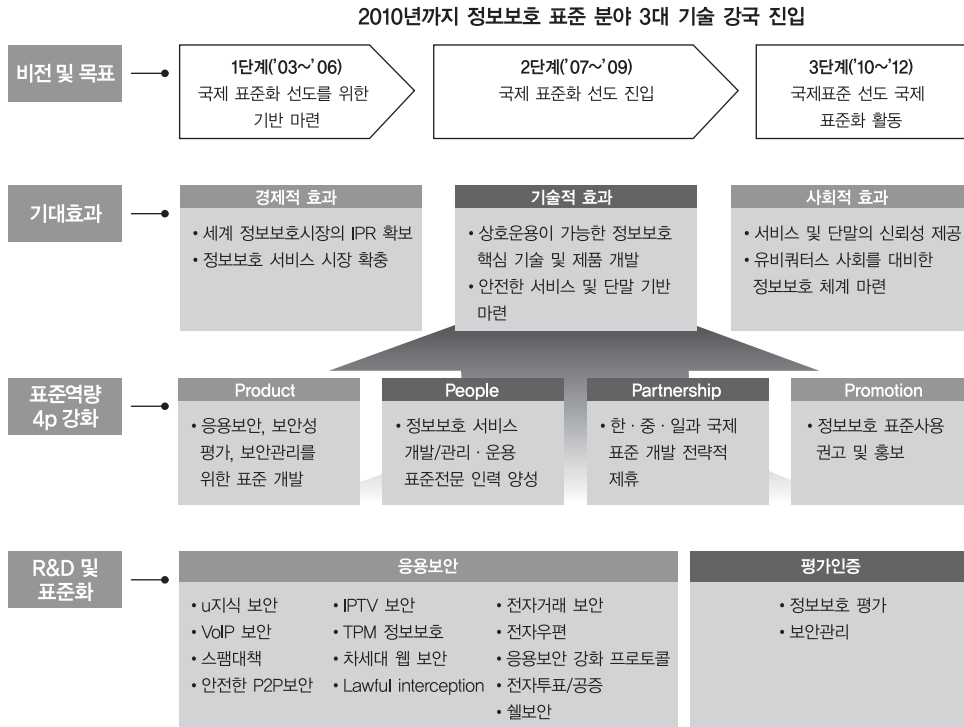 2010년까지 정보보호 표준 분야 3대 기술 강국 진입
비전 및 목표
1단계('03~'06)
국제 표준화 선도를 위한
기반 마련
2단계('07~'09)
국제 표준화 선도 진입
3단계('10~'12)
국제표준 선도 국제
표준화 활동
기대효과
경제적 효과
• 세계 정보보호시장의 IPR 확보
• 정보보호 서비스 시장 확충
기술적 효과
• 상호운용이 가능한 정보보호
핵심 기술 및 제품 개발
• 안전한 서비스 및 단말 기반
마련
사회적 효과
• 서비스 및 단말의 신뢰성 제공
• 유비쿼터스 사회를 대비한
정보보호 체계 마련
표준역량
4p 강화
Product
• 응용보안, 보안성
평가, 보안관리를
위한 표준 개발
People
• 정보보호 서비스
개발/관리 · 운용
표준전문 인력 양성
Partnership
• 한 · 중 · 일과 국제
표준 개발 전략적
제휴
Promotion
• 정보보호 표준사용
권고 및 홍보
R&D 및
표준화
응용보안
• u지식 보안
• VoIP 보안
• 스팸대책
• 안전한 P2P보안
• IPTV 보안
• TPM 정보보호
• 차세대 웹 보안
• Lawful interception
• 전자거래 보안
• 전자우편
• 응용보안 강화 프로토콜
• 전자투표/공증
• 쉘보안
평가인증
• 정보보호 평가
• 보안관리